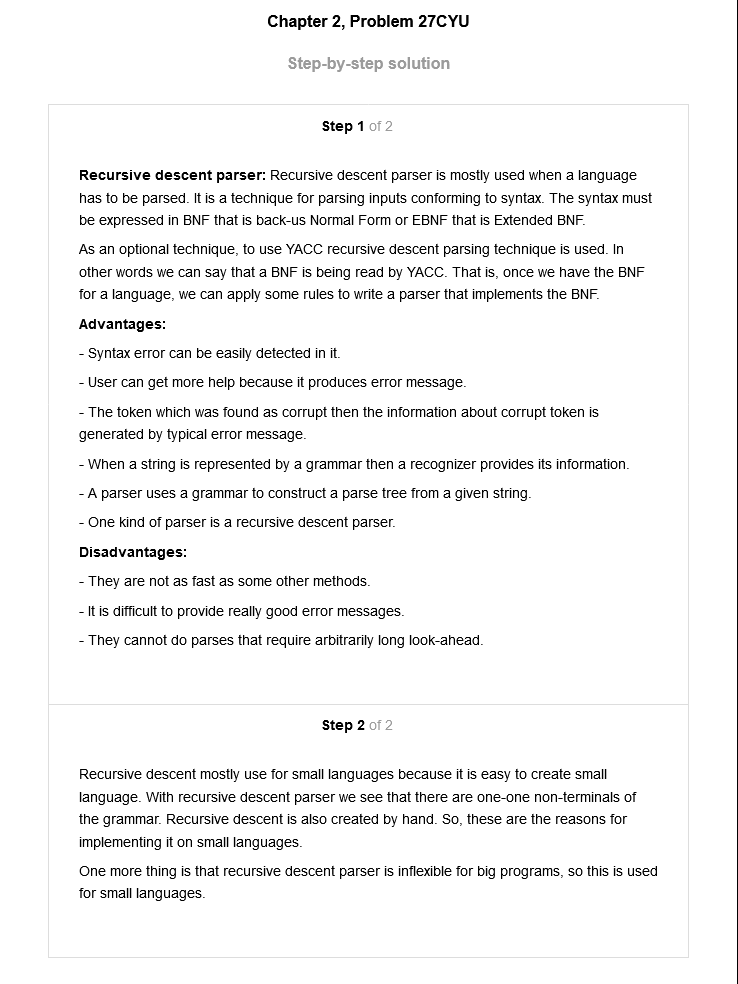 Chapter 2, Problem 27CYU
Step-by-step solution
Step 1 of 2
Recursive descent parser: Recursive descent parser is mostly used when a language
has to be parsed. It is a technique for parsing inputs conforming to syntax. The syntax must
be expressed in BNF that is back-us Normal Form or EBNF that is Extended BNF.
As an optional technique, to use YACC recursive descent parsing technique is used. In
other words we can say that a BNF is being read by YACC. That is, once we have the BNF
for a language, we can apply some rules to write a parser that implements the BNF.
Advantages:
- Syntax error can be easily detected in it.
- User can get more help because it produces error message.
- The token which was found as corrupt then the information about corrupt token is
generated by typical error message.
- When a string is represented by a grammar then a recognizer provides its information.
- A parser uses a grammar to construct a parse tree from a given string.
- One kind of parser is a recursive descent parser.
Disadvantages:
- They are not as fast as some other methods.
- It is difficult to provide really good error messages.
- They cannot do parses that require arbitrarily long look-ahead.
Step 2 of 2
Recursive descent mostly use for small languages because it is easy to create small
language. With recursive descent parser we see that there are one-one non-terminals of
the grammar. Recursive descent is also created by hand. So, these are the reasons for
implementing it on small languages.
One more thing is that recursive descent parser is inflexible for big programs, so this is used
for small languages.